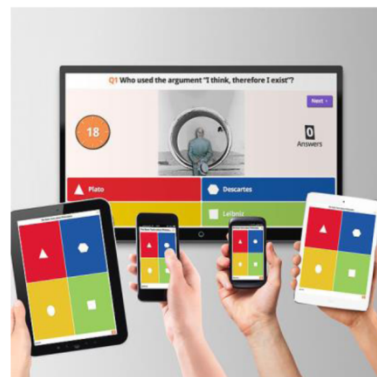 Q1 Who used the argument "I think, therefore I exist"?
Next
18
0
Answers
Plato
Descartes
Leibniz